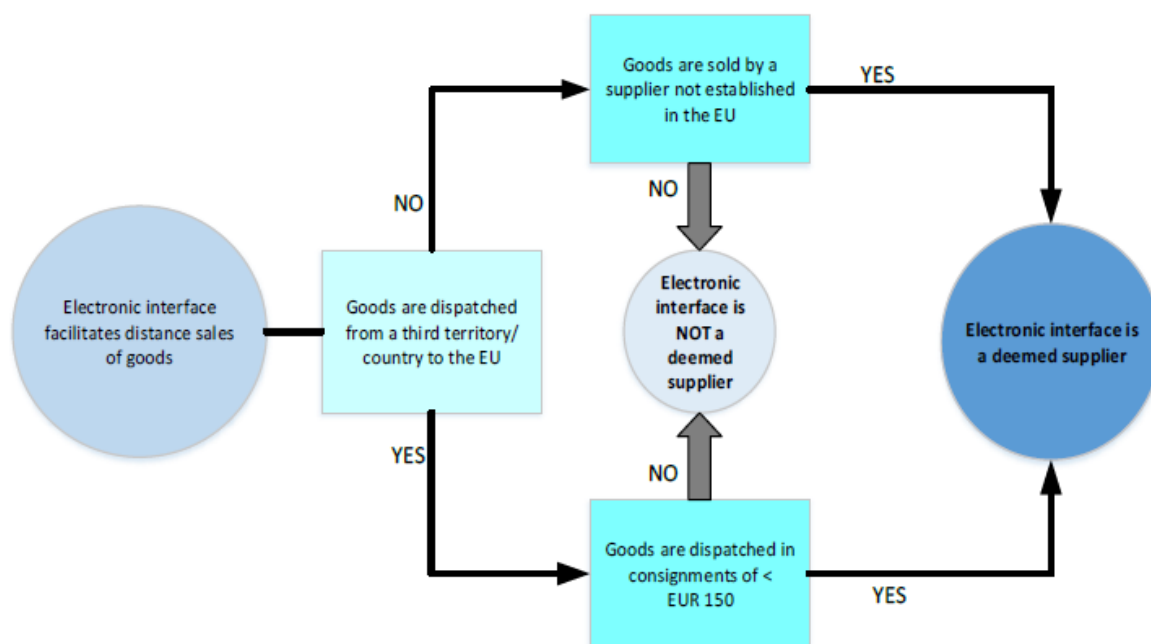 Goods are sold by a
supplier not established
in the EU
YES
NO
NO
Electronic interface
facilitates distance sales
of goods
Goods are dispatched
from a third territory/
country to the EU
Electronic
interface is
NOT a
deemed
supplier
Electronic interface is
a deemed supplier
YES
NO
Goods are dispatched in
consignments of <
EUR 150
YES